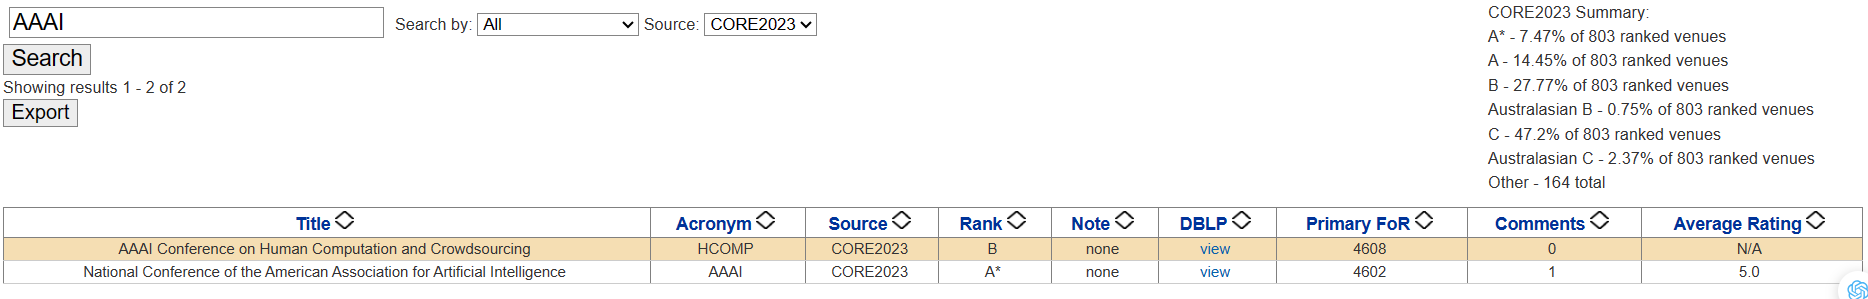 AAAI Search by: All Source: CORE2023
Search
Showing results 1 - 2 of 2
Export
CORE2023 Summary:
A* - 7.47% of 803 ranked venues
A - 14.45% of 803 ranked venues
B - 27.77% of 803 ranked venues
Australasian B - 0.75% of 803 ranked venues
C - 47.2% of 803 ranked venues
Australasian C - 2.37% of 803 ranked venues
Other - 164 total
Title Acronym Source Rank Note DBLP Primary FoR Comments Average Rating
AAAI Conference on Human Computation and Crowdsourcing HCOMP CORE2023 B none view 4608 0 N/A
National Conference of the American Association for Artificial Intelligence AAAI CORE2023 A* none view 4602 1 5.0